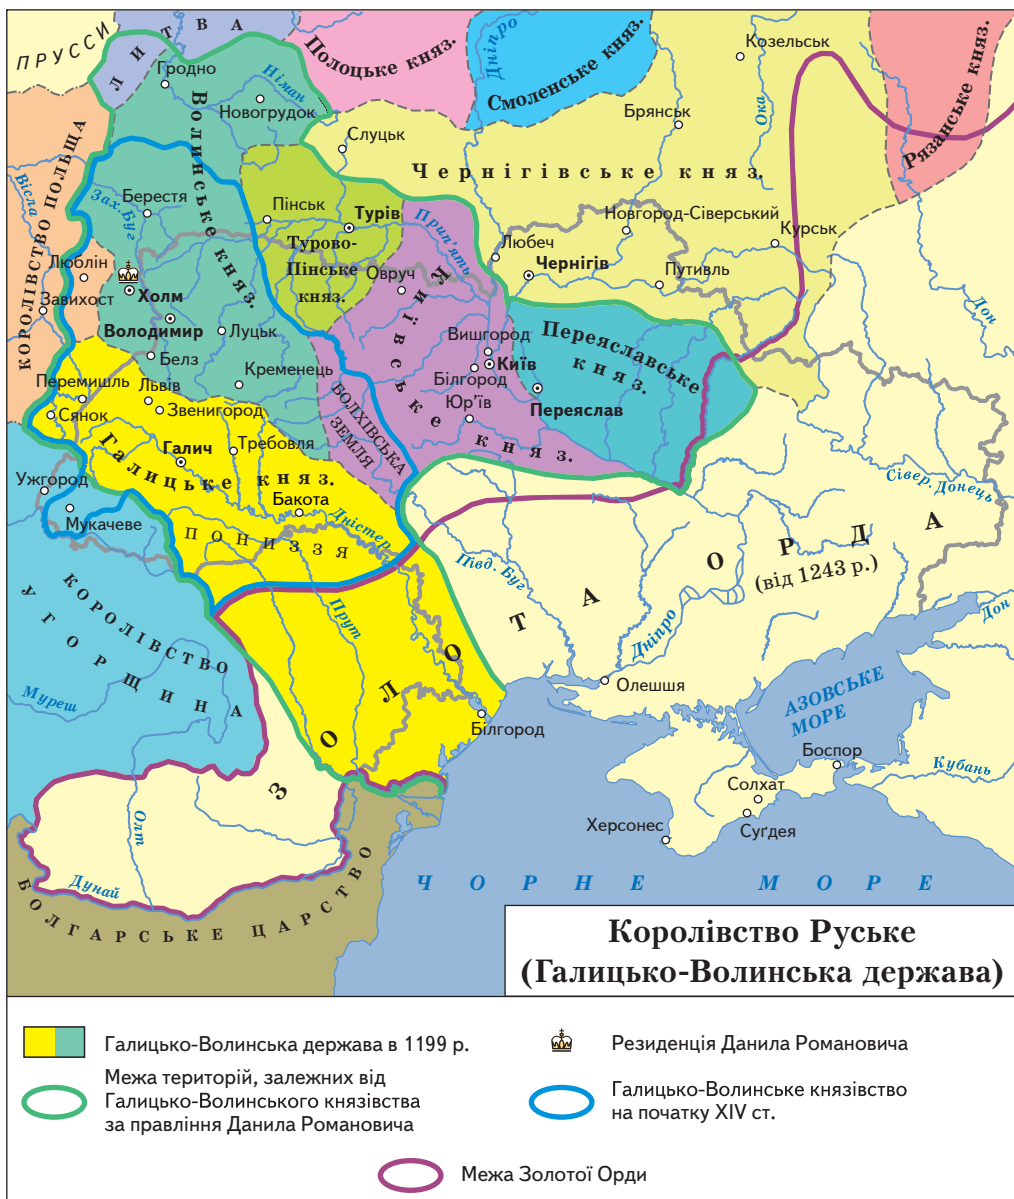 ПРУССИ
ЛИТВА
Полоцьке княз.
Дніпро
Смоленське княз.
Козельськ
Ока
Рязанське княз.
Гродно
Німан
Новогрудок
Волинське княз.
Слуцьк
Брянськ
Чернігівське княз.
КОРОЛІВСТВО ПОЛЬЩА
Вісла
Зах. Буг
Берестя
Пінськ
Турів
Турово-
Пінське
княз.
Прип'ять
Новгород-Сіверський
Курськ
Любеч
Чернігів
Путивль
Люблін
Завихост
Холм
Володимир
Луцьк
Белз
Кременець
Овруч
Київське княз.
Вишгород
Київ
Білгород
Юр'їв
Переяславське
княз.
Переяслав
Дон
Перемишль
Львів
Сянок
Звенигород
БОЛХІВСЬКА
ЗЕМЛЯ
Галич
Требовля
Галицьке княз.
Бакота
Дністер
ПОНИЗЗЯ
Ужгород
Мукачеве
Сівер. Донець
Півд. Буг
ЗОЛОТА ОРДА
(від 1243 р.)
Дніпро
Дон
КОРОЛІВСТВО
УГОРЩИНА
Муреш
Прут
Олешшя
Білгород
АЗОВСЬКЕ
МОРЕ
Боспор
Кубань
Солхат
Суґдея
Херсонес
Олт
Дунай
БОЛГАРСЬКЕ ЦАРСТВО
ЧОРНЕ МОРЕ
Королівство Руське
(Галицько-Волинська держава)
Галицько-Волинська держава в 1199 р.
Резиденція Данила Романовича
Межа територій, залежних від
Галицько-Волинського князівства
за правління Данила Романовича
Галицько-Волинське князівство
на початку XIV ст.
Межа Золотої Орди